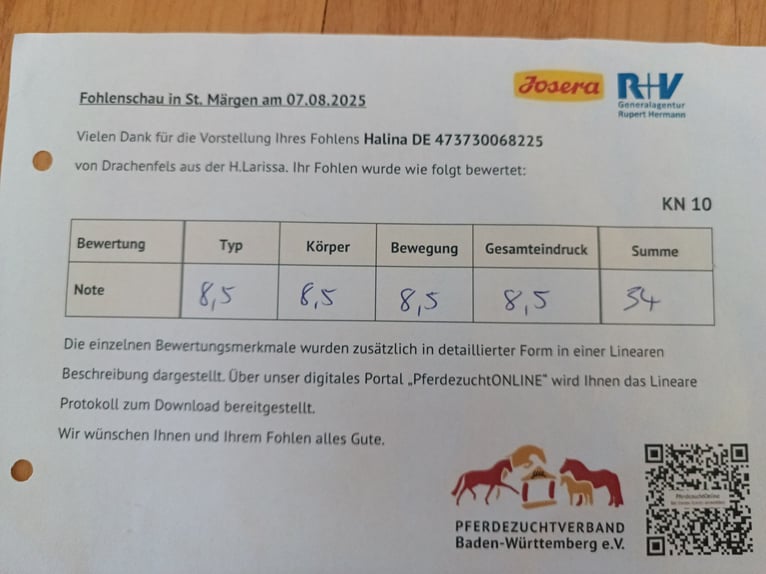 Josera
R+V
Generalagentur
Rupert Hermann
Fohlenschau in St. Märgen am 07.08.2025
Vielen Dank für die Vorstellung Ihres Fohlens Halina DE 473730068225
von Drachenfels aus der H.Larissa. Ihr Fohlen wurde wie folgt bewertet:
KN 10
Bewertung Typ Körper Bewegung Gesamteindruck Summe
Note 8,5 8,5 8,5 8,5 34
Die einzelnen Bewertungsmerkmale wurden zusätzlich in detaillierter Form in einer Linearen
Beschreibung dargestellt. Über unser digitales Portal „PferdezuchtONLINE" wird Ihnen das Lineare
Protokoll zum Download bereitgestellt.
Wir wünschen Ihnen und Ihrem Fohlen alles Gute.
PFERDEZUCHTVERBAND
Baden-Württemberg e.V.
PferdezuchtOnline